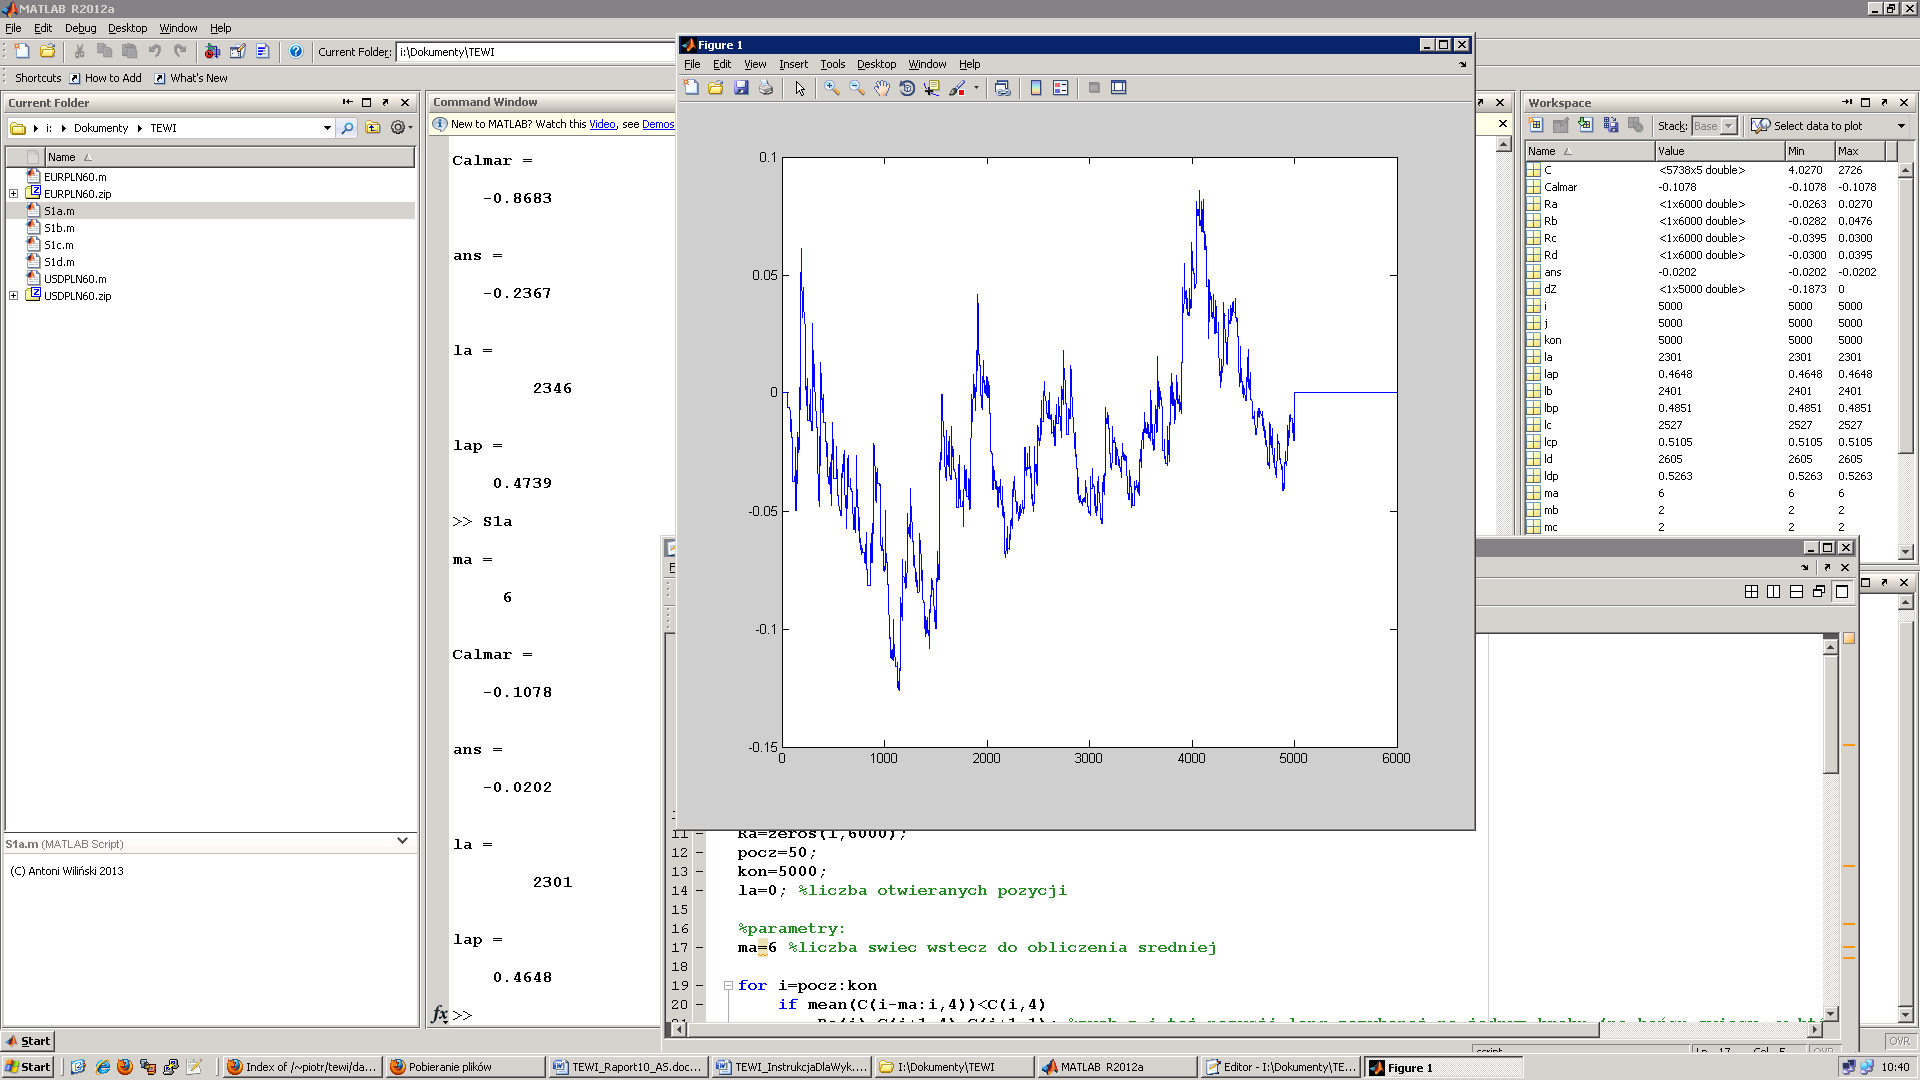 MATLAB R2012a
File Edit Debug Desktop Window Help
Current Folder: i:\Dokumenty\TEWI
Shortcuts How to Add What's New
Current Folder
i: Dokumenty TEWI
Name
EURPLN60.m
EURPLN60.zip
S1a.m
S1b.m
S1c.m
S1d.m
USDPLN60.m
USDPLN60.zip
S1a.m (MATLAB Script)
(C) Antoni Wiliński 2013
Command Window
New to MATLAB? Watch this Video, see Demos
Calmar =
-0.8683
ans =
-0.2367
la =
2346
lap =
0.4739
>> S1a
ma =
6
Calmar =
-0.1078
ans =
-0.0202
la =
2301
lap =
0.4648
fx >>
Figure 1
File Edit View Insert Tools Desktop Window Help
0.1
0.05
0
-0.05
-0.1
-0.15
0 1000 2000 3000 4000 5000 6000
Workspace
Stack: Base Select data to plot
Name Value Min Max
C <5738x5 double> 4.0270 2726
Calmar -0.1078 -0.1078 -0.1078
Ra <1x6000 double> -0.0263 0.0270
Rb <1x6000 double> -0.0282 0.0476
Rc <1x6000 double> -0.0395 0.0300
Rd <1x6000 double> -0.0300 0.0395
ans -0.0202 -0.0202 -0.0202
dZ <1x5000 double> -0.1873 0
i 5000 5000 5000
j 5000 5000 5000
kon 5000 5000 5000
la 2301 2301 2301
lap 0.4648 0.4648 0.4648
lb 2401 2401 2401
lbp 0.4851 0.4851 0.4851
lc 2527 2527 2527
lcp 0.5105 0.5105 0.5105
ld 2605 2605 2605
ldp 0.5263 0.5263 0.5263
ma 6 6 6
mb 2 2 2
mc 2 2 2
11 Ra=zeros(1,6000);
12 pocz=50;
13 kon=5000;
14 la=0; %liczba otwieranych pozycji
15
16 %parametry:
17 ma=6 %liczba swiec wstecz do obliczenia sredniej
18
19 for i=pocz:kon
20 if mean(C(i-ma:i,4))<C(i,4)
script Ln 17 Col 5 OVR
OVR
Start
Start Index of /~piotr/tewi/da... Pobieranie plików TEWI_Raport10_AS.doc... TEWI_InstrukcjaDlaWyk... I:\Dokumenty\TEWI MATLAB R2012a Editor - I:\Dokumenty\TE... Figure 1 10:40